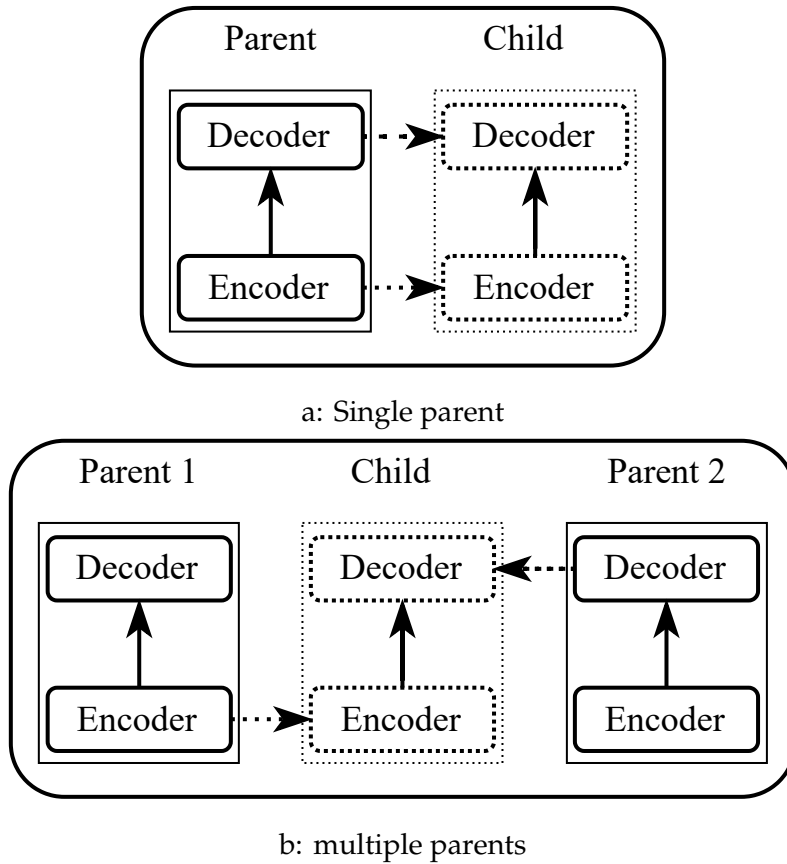 Parent Child
Decoder Decoder
Encoder Encoder
a: Single parent
Parent 1 Child Parent 2
Decoder Decoder Decoder
Encoder Encoder Encoder
b: multiple parents